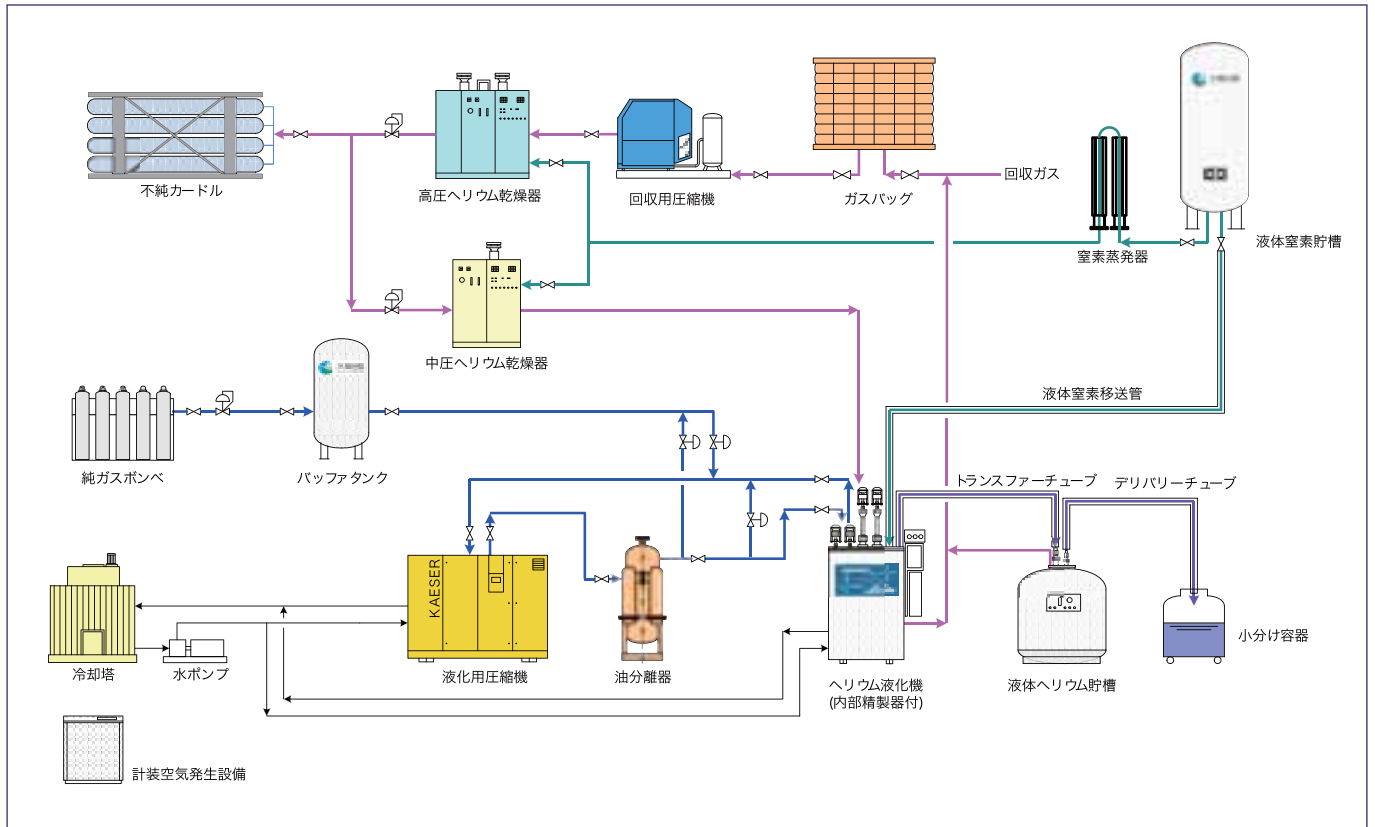 不純カードル
高圧ヘリウム乾燥器
回収用圧縮機
ガスバッグ
回収ガス
窒素蒸発器
液体窒素貯槽
中圧ヘリウム乾燥器
液体窒素移送管
純ガスボンベ
バッファタンク
トランスファーチューブ
デリバリーチューブ
KAESER
冷却塔
水ポンプ
液化用圧縮機
油分離器
ヘリウム液化機
(内部精製器付)
液体ヘリウム貯槽
小分け容器
計装空気発生設備